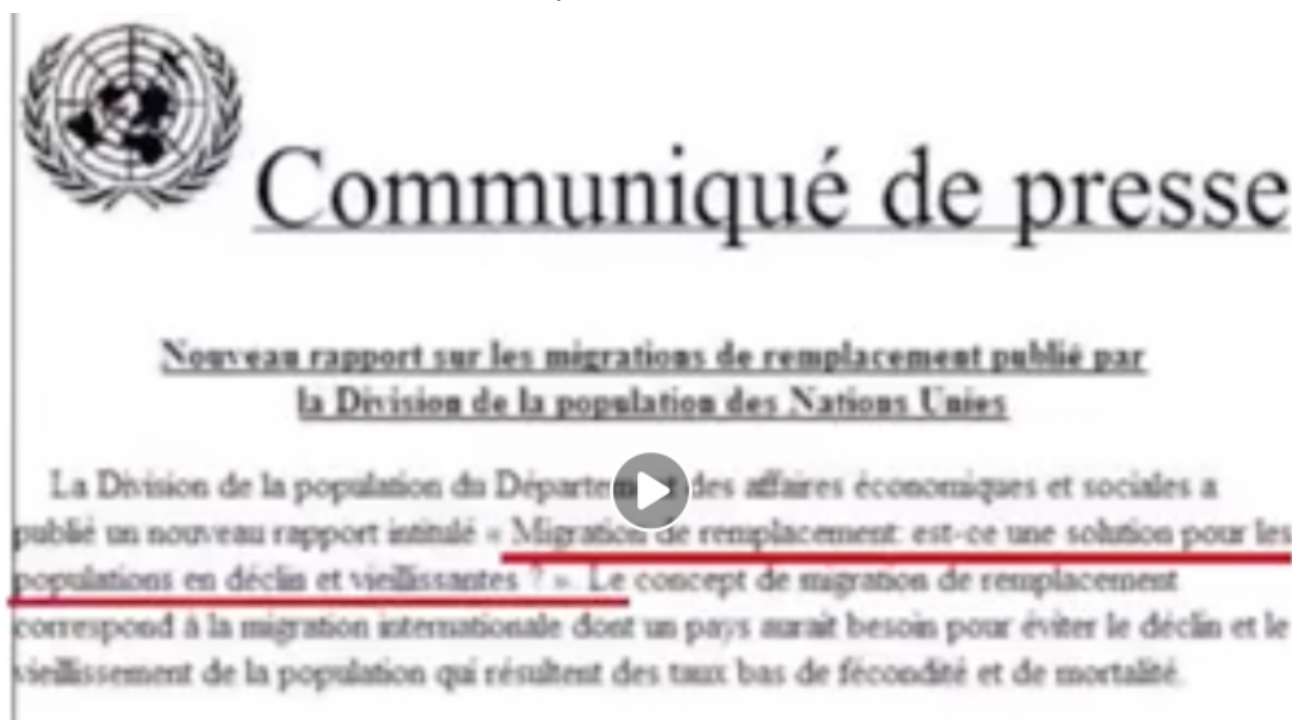 Communiqué de presse
Nouveau rapport sur les migrations de remplacement publié par
la Division de la population des Nations Unies
La Division de la population du Département des affaires économiques et sociales a
publié un nouveau rapport intitulé « Migration de remplacement: est-ce une solution pour les
populations en déclin et vieillissantes ? ». Le concept de migration de remplacement
correspond à la migration internationale dont un pays aurait besoin pour éviter le déclin et le
vieillissement de la population qui résultent des taux bas de fécondité et de mortalité.